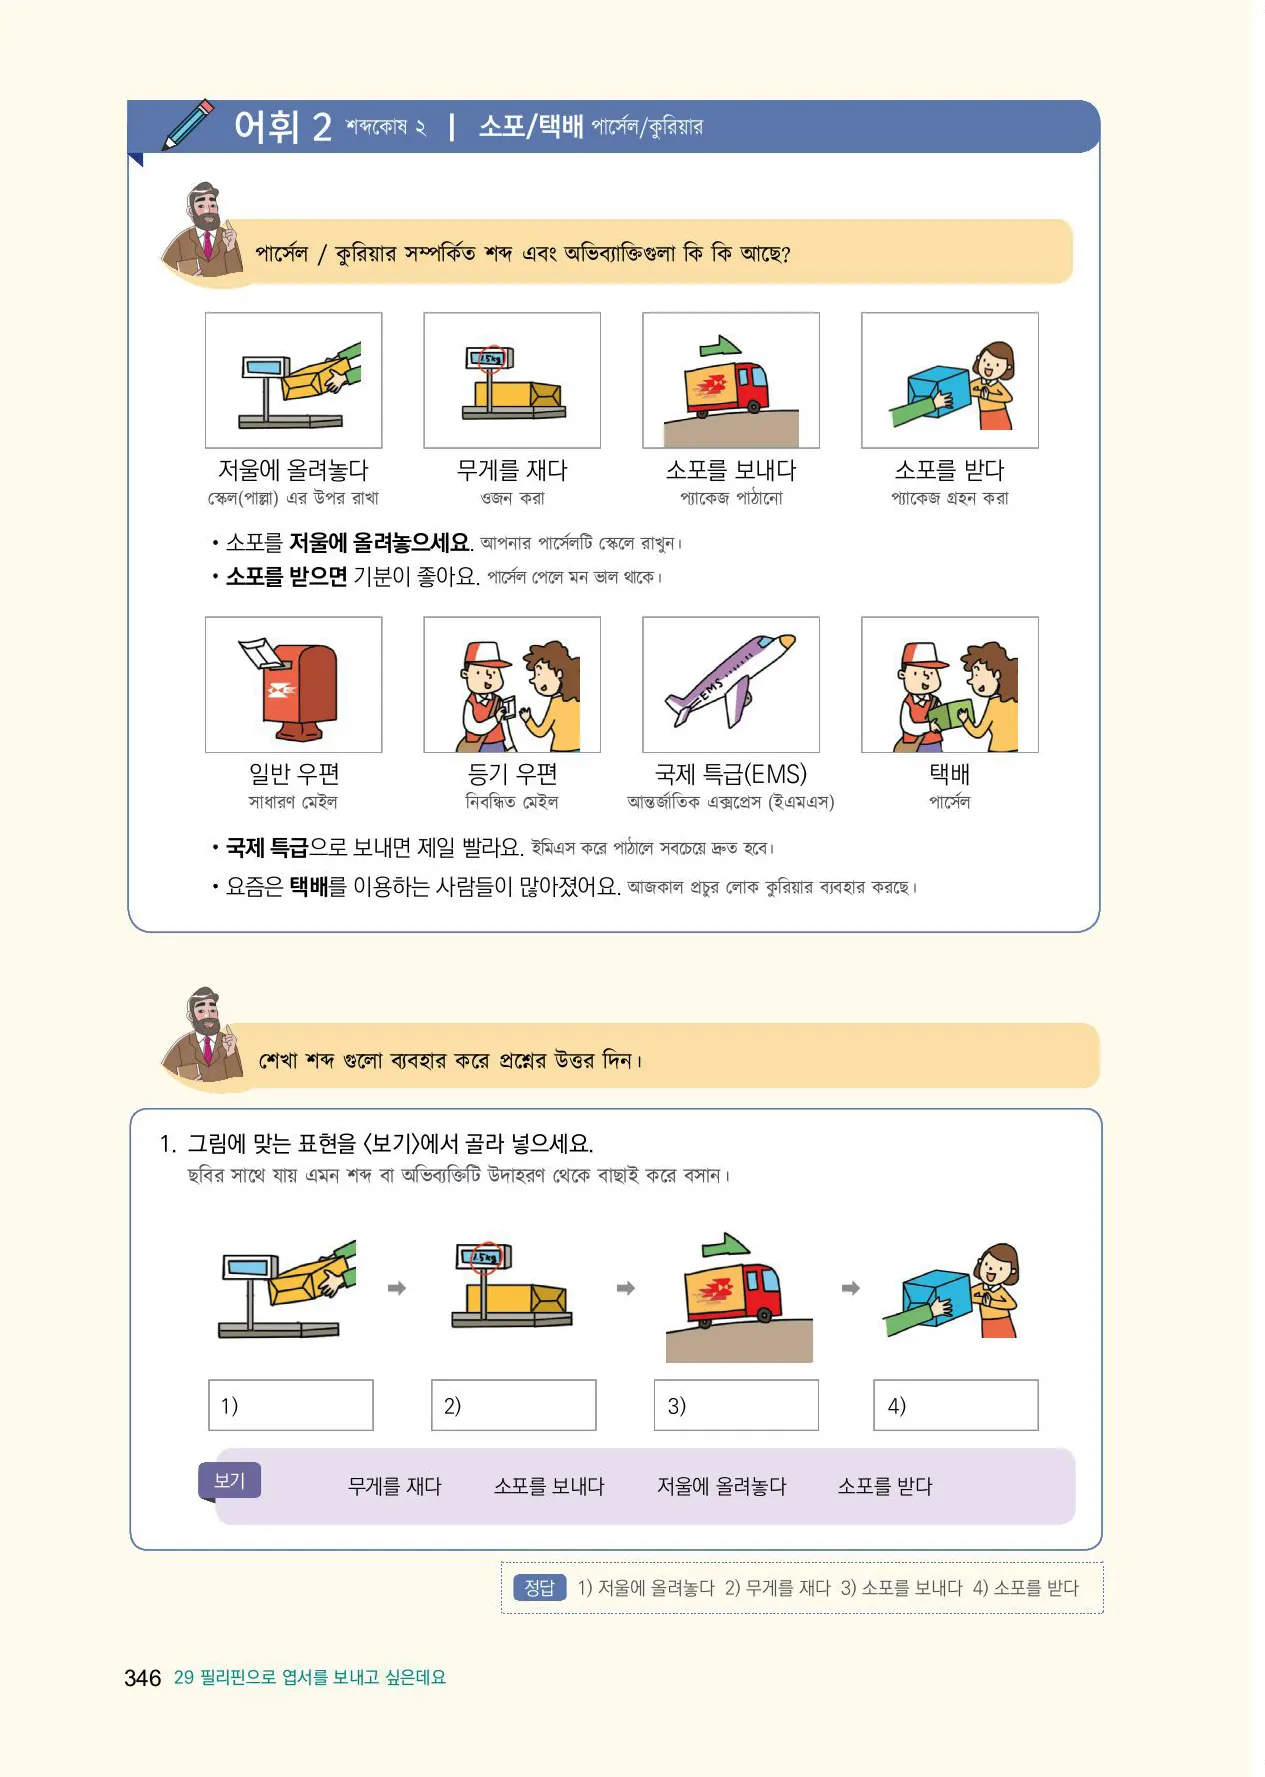 어휘 2 শব্দকোষ ২ | 소포/택배 পার্সেল/কুরিয়ার
পার্সেল / কুরিয়ার সম্পর্কিত শব্দ এবং অভিব্যাক্তিগুলা কি কি আছে?
1.5kg
저울에 올려놓다 무게를 재다 소포를 보내다 소포를 받다
স্কেল(পাল্লা) এর উপর রাখা ওজন করা প্যাকেজ পাঠানো প্যাকেজ গ্রহন করা
• 소포를 저울에 올려놓으세요. আপনার পার্সেলটি স্কেলে রাখুন।
• 소포를 받으면 기분이 좋아요. পার্সেল পেলে মন ভাল থাকে।
EMS
일반 우편 등기 우편 국제 특급(EMS) 택배
সাধারণ মেইল নিবন্ধিত মেইল আন্তর্জাতিক এক্সপ্রেস (ইএমএস) পার্সেল
• 국제 특급으로 보내면 제일 빨라요. ইমিএস করে পাঠালে সবচেয়ে দ্রুত হবে।
• 요즘은 택배를 이용하는 사람들이 많아졌어요. আজকাল প্রচুর লোক কুরিয়ার ব্যবহার করছে।
শেখা শব্দ গুলো ব্যবহার করে প্রশ্নের উত্তর দিন।
1. 그림에 맞는 표현을 〈보기〉에서 골라 넣으세요.
ছবির সাথে যায় এমন শব্দ বা অভিব্যক্তিটি উদাহরণ থেকে বাছাই করে বসান।
1.5kg
1) 2) 3) 4)
보기 무게를 재다 소포를 보내다 저울에 올려놓다 소포를 받다
정답 1) 저울에 올려놓다 2) 무게를 재다 3) 소포를 보내다 4) 소포를 받다
346 29 필리핀으로 엽서를 보내고 싶은데요